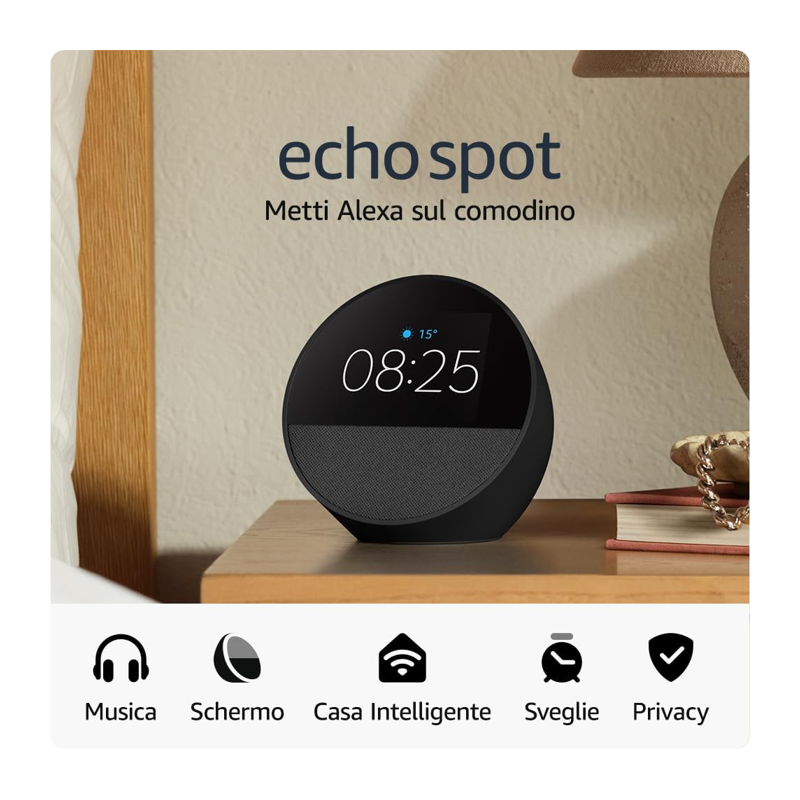 echo spot
Metti Alexa sul comodino
15°
08:25
Musica
Schermo
Casa Intelligente
Sveglie
Privacy